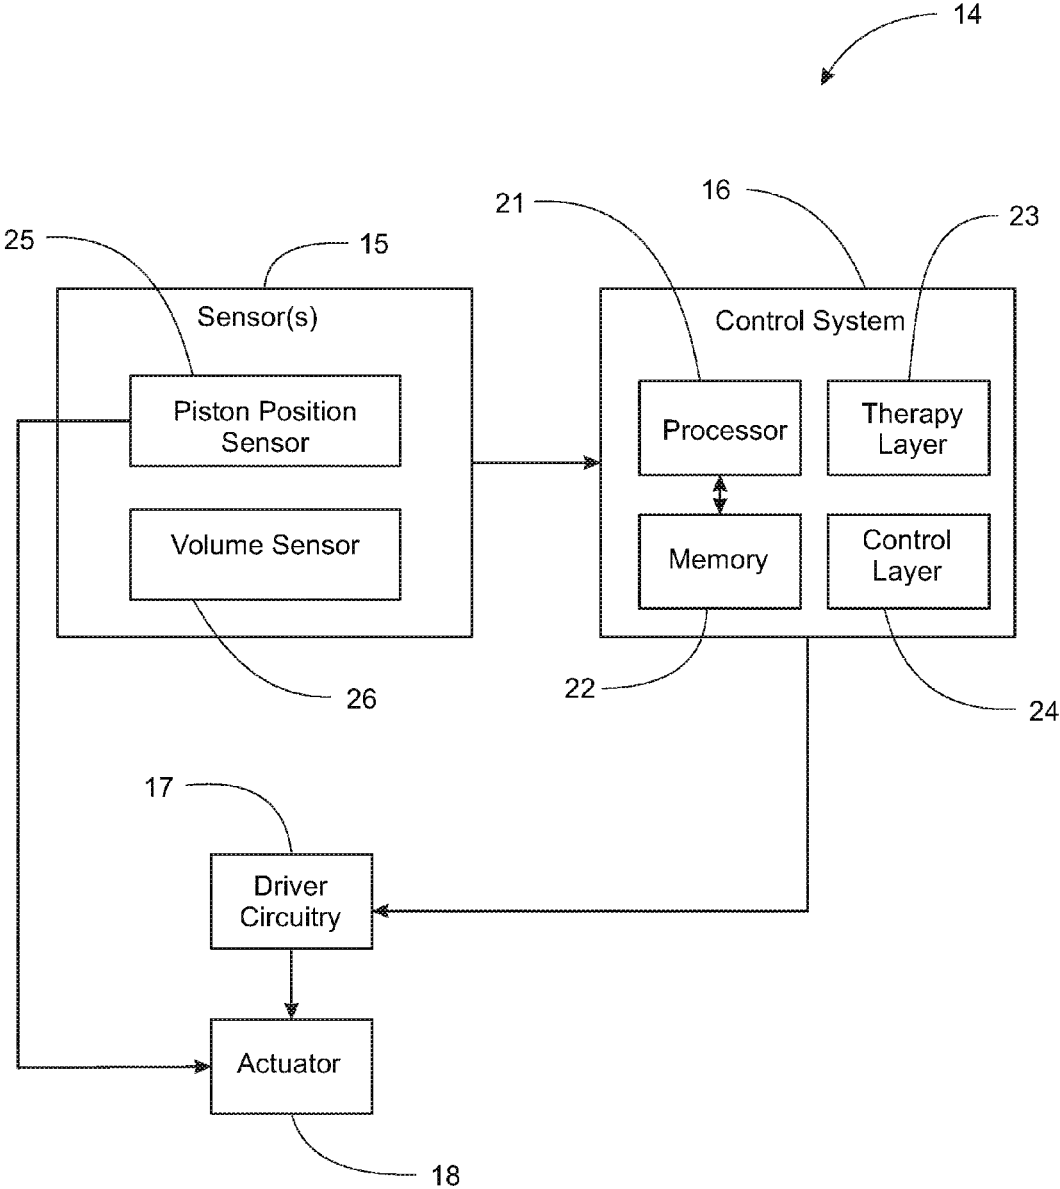 14
21
16
23
25
15
Sensor(s)
Control System
Piston Position
Sensor
Processor
Therapy
Layer
Volume Sensor
Memory
Control
Layer
26
22
24
17
Driver
Circuitry
Actuator
18